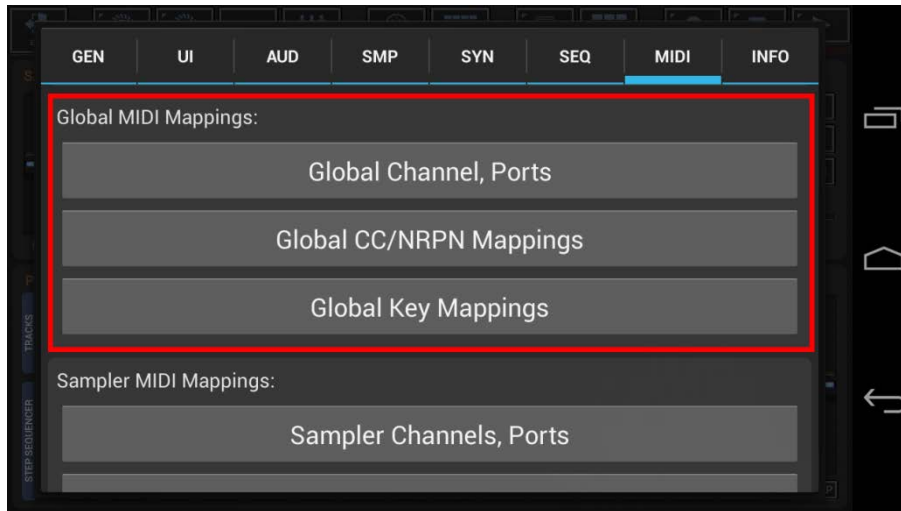 GEN UI AUD SMP SYN SEQ MIDI INFO
Global MIDI Mappings:
Global Channel, Ports
Global CC/NRPN Mappings
Global Key Mappings
Sampler MIDI Mappings:
Sampler Channels, Ports
TRACKS
STEP SEQUENCER